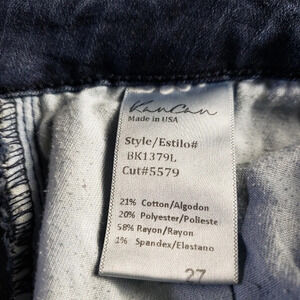 KanCan
Made in USA
Style/Estilo#
BK1379L
Cut#5579
21% Cotton/Algodon
20% Polyester/Polieste
58% Rayon/Rayon
1% Spandex/Elastano
27